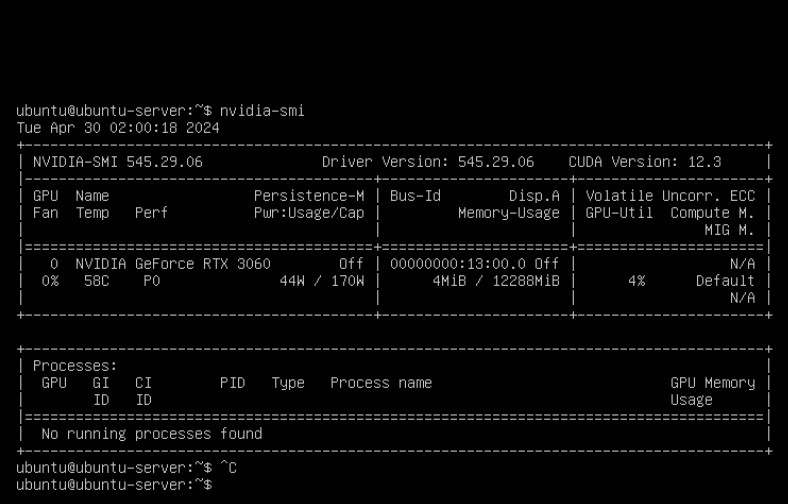 ubuntu@ubuntu-server:~$ nvidia-smi
Tue Apr 30 02:00:18 2024
+-----------------------------------------------------------------------------------------+
| NVIDIA-SMI 545.29.06              Driver Version: 545.29.06    CUDA Version: 12.3     |
|-----------------------------------------+----------------------+----------------------+
| GPU  Name                 Persistence-M | Bus-Id        Disp.A | Volatile Uncorr. ECC |
| Fan  Temp   Perf          Pwr:Usage/Cap |         Memory-Usage | GPU-Util  Compute M. |
|                                         |                      |               MIG M. |
|=========================================+======================+======================|
|   0  NVIDIA GeForce RTX 3060        Off | 00000000:13:00.0 Off |                  N/A |
|  0%   58C    P0              44W / 170W |      4MiB / 12288MiB |      4%      Default |
|                                         |                      |                  N/A |
+-----------------------------------------+----------------------+----------------------+
+---------------------------------------------------------------------------------------+
| Processes:                                                                            |
|  GPU   GI   CI        PID   Type   Process name                            GPU Memory |
|        ID   ID                                                             Usage      |
|=======================================================================================|
|  No running processes found                                                           |
+---------------------------------------------------------------------------------------+
ubuntu@ubuntu-server:~$ ^C
ubuntu@ubuntu-server:~$